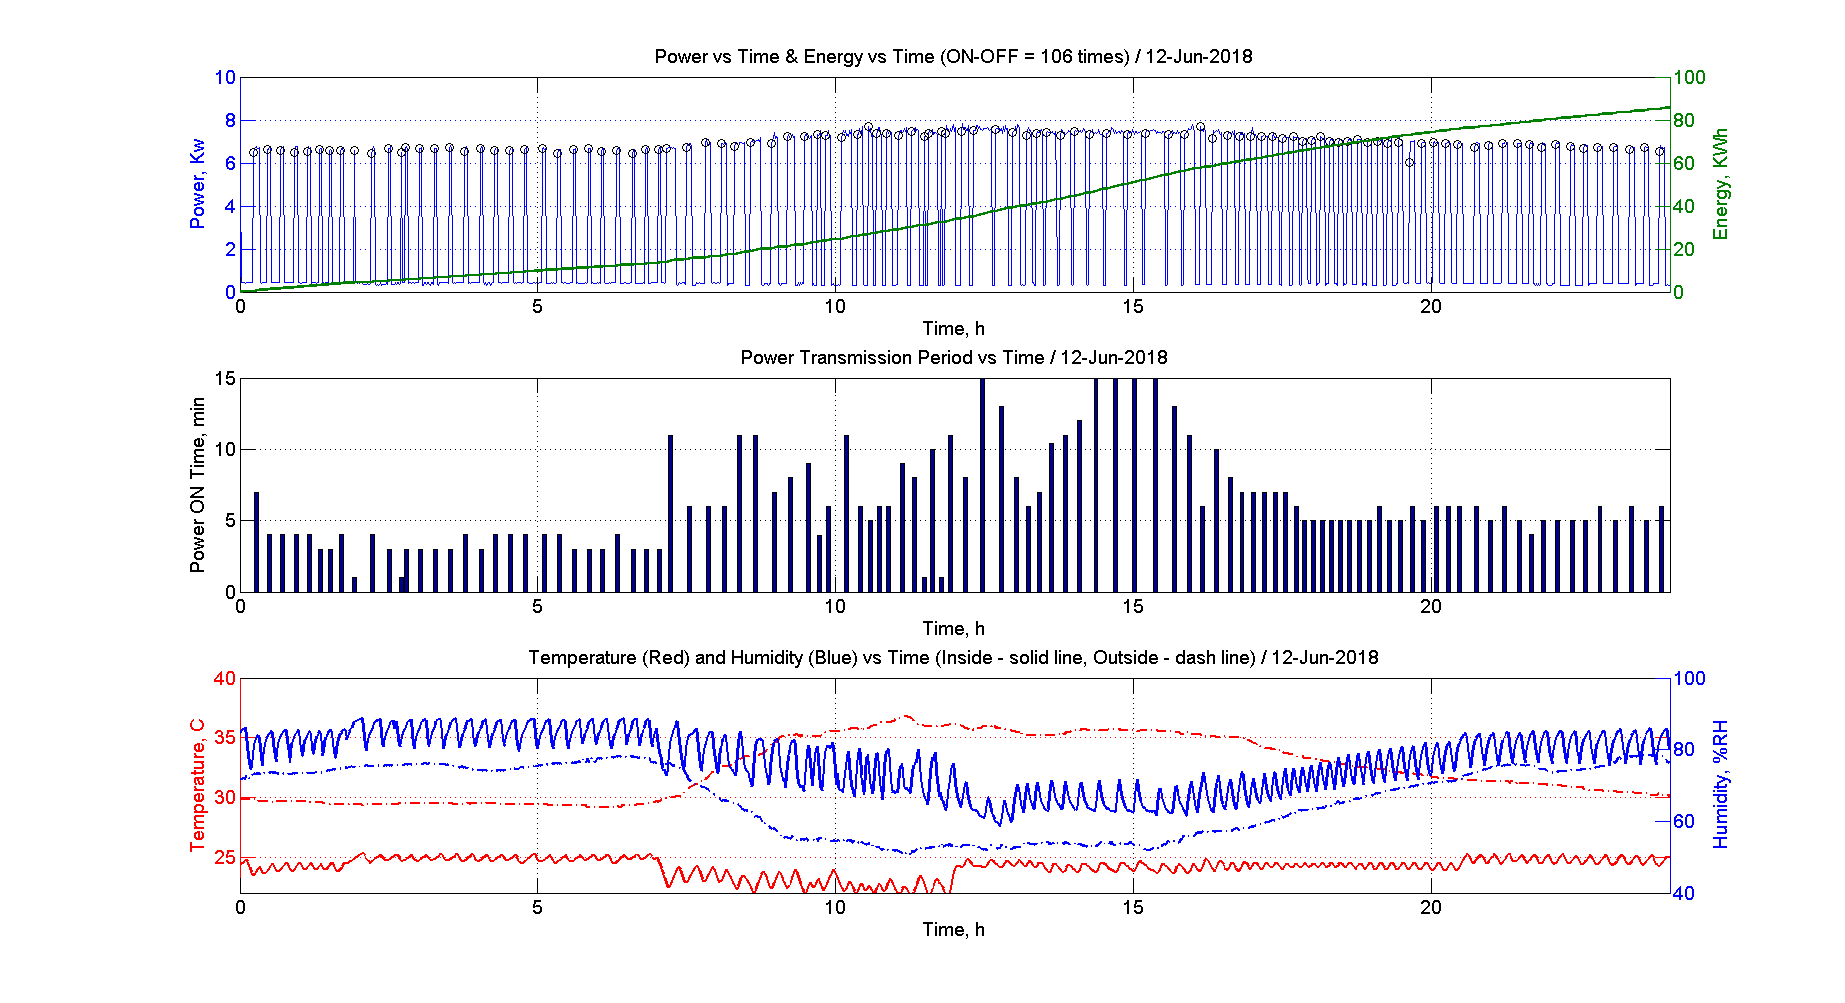 Power vs Time & Energy vs Time (ON-OFF = 106 times) / 12-Jun-2018
10
8
6
4
2
0
Power, Kw
100
80
60
40
20
0
Energy, KWh
0 5 10 15 20
Time, h
Power Transmission Period vs Time / 12-Jun-2018
15
10
5
0
Power ON Time, min
0 5 10 15 20
Time, h
Temperature (Red) and Humidity (Blue) vs Time (Inside - solid line, Outside - dash line) / 12-Jun-2018
40
35
30
25
Temperature, C
100
80
60
40
Humidity, %RH
0 5 10 15 20
Time, h